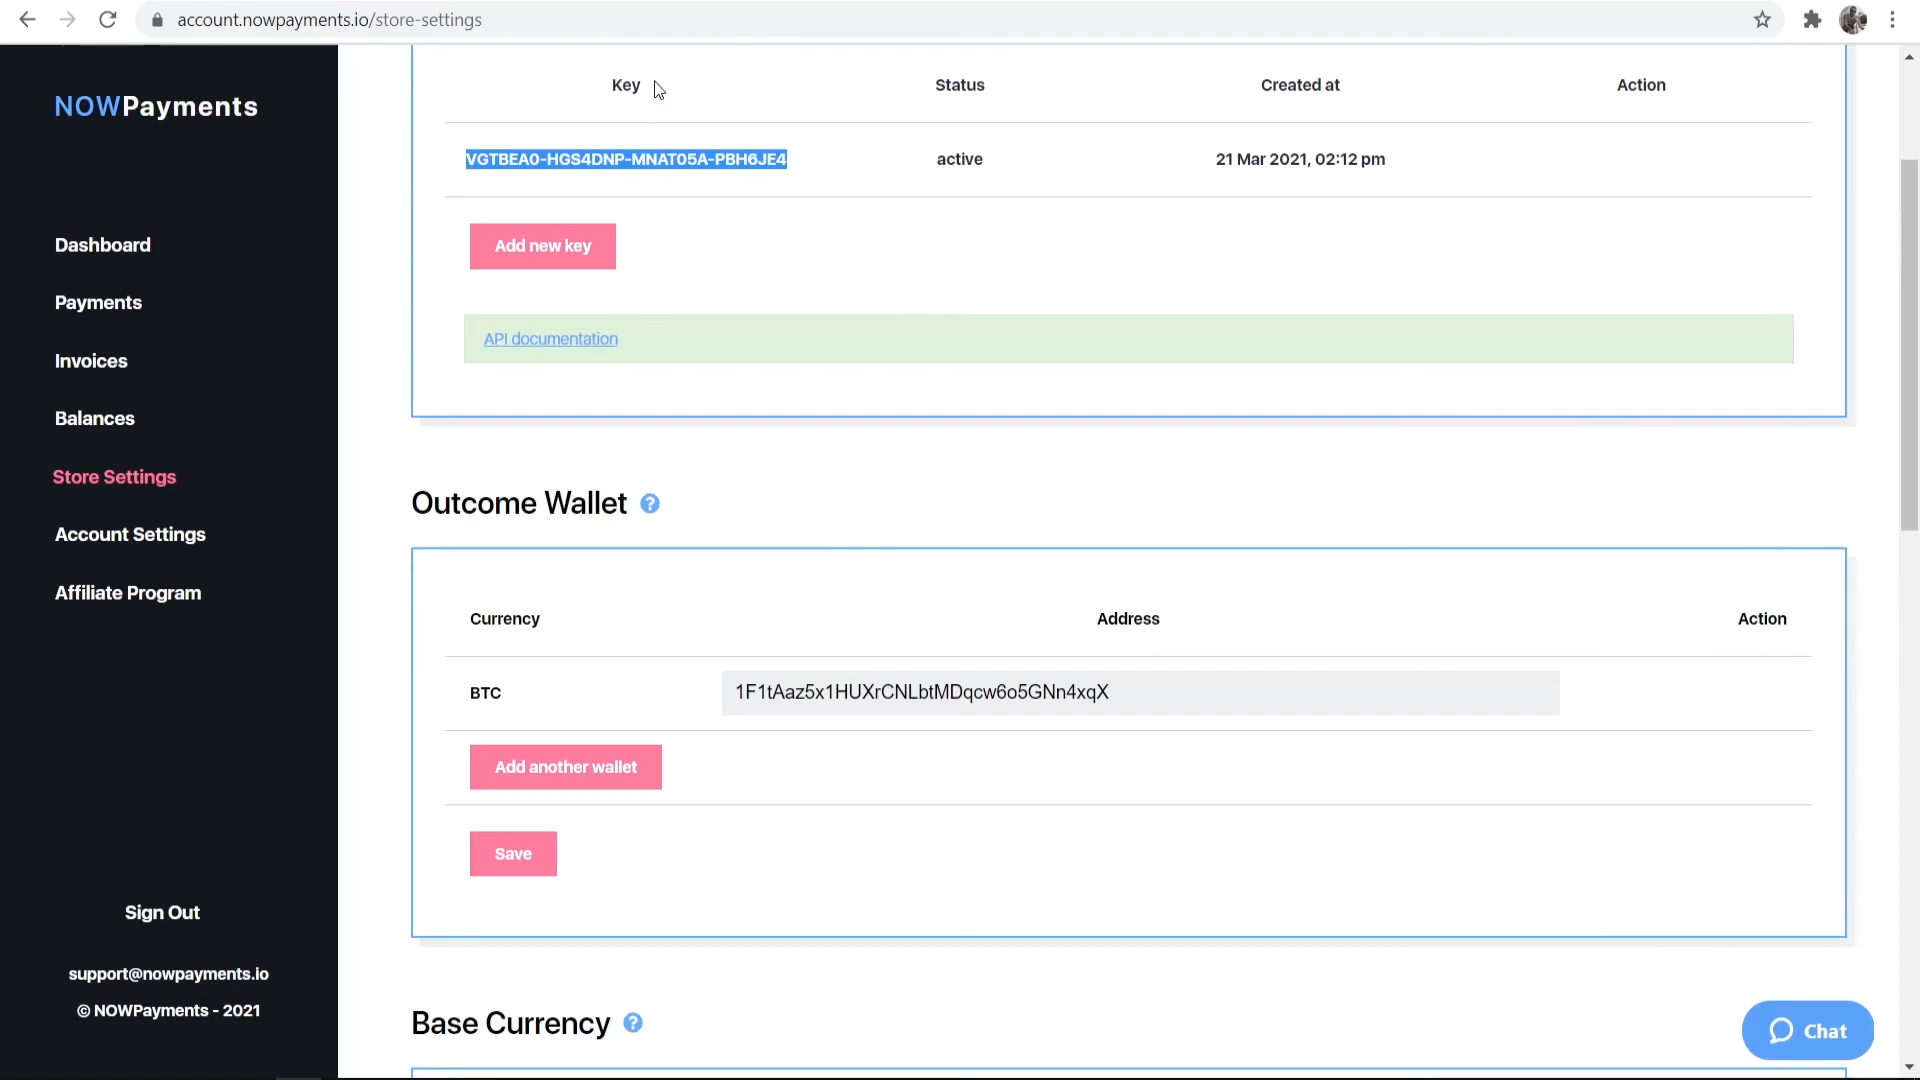 account.nowpayments.io/store-settings
NOWPayments
Dashboard
Payments
Invoices
Balances
Store Settings
Account Settings
Affiliate Program
Sign Out
support@nowpayments.io
© NOWPayments - 2021
Key Status Created at Action
VGTBEA0-HGS4DNP-MNAT05A-PBH6JE4 active 21 Mar 2021, 02:12 pm
Add new key
API documentation
Outcome Wallet ?
Currency Address Action
BTC 1F1tAaz5x1HUXrCNLbtMDqcw6o5GNn4xqX
Add another wallet
Save
Base Currency ?
Chat